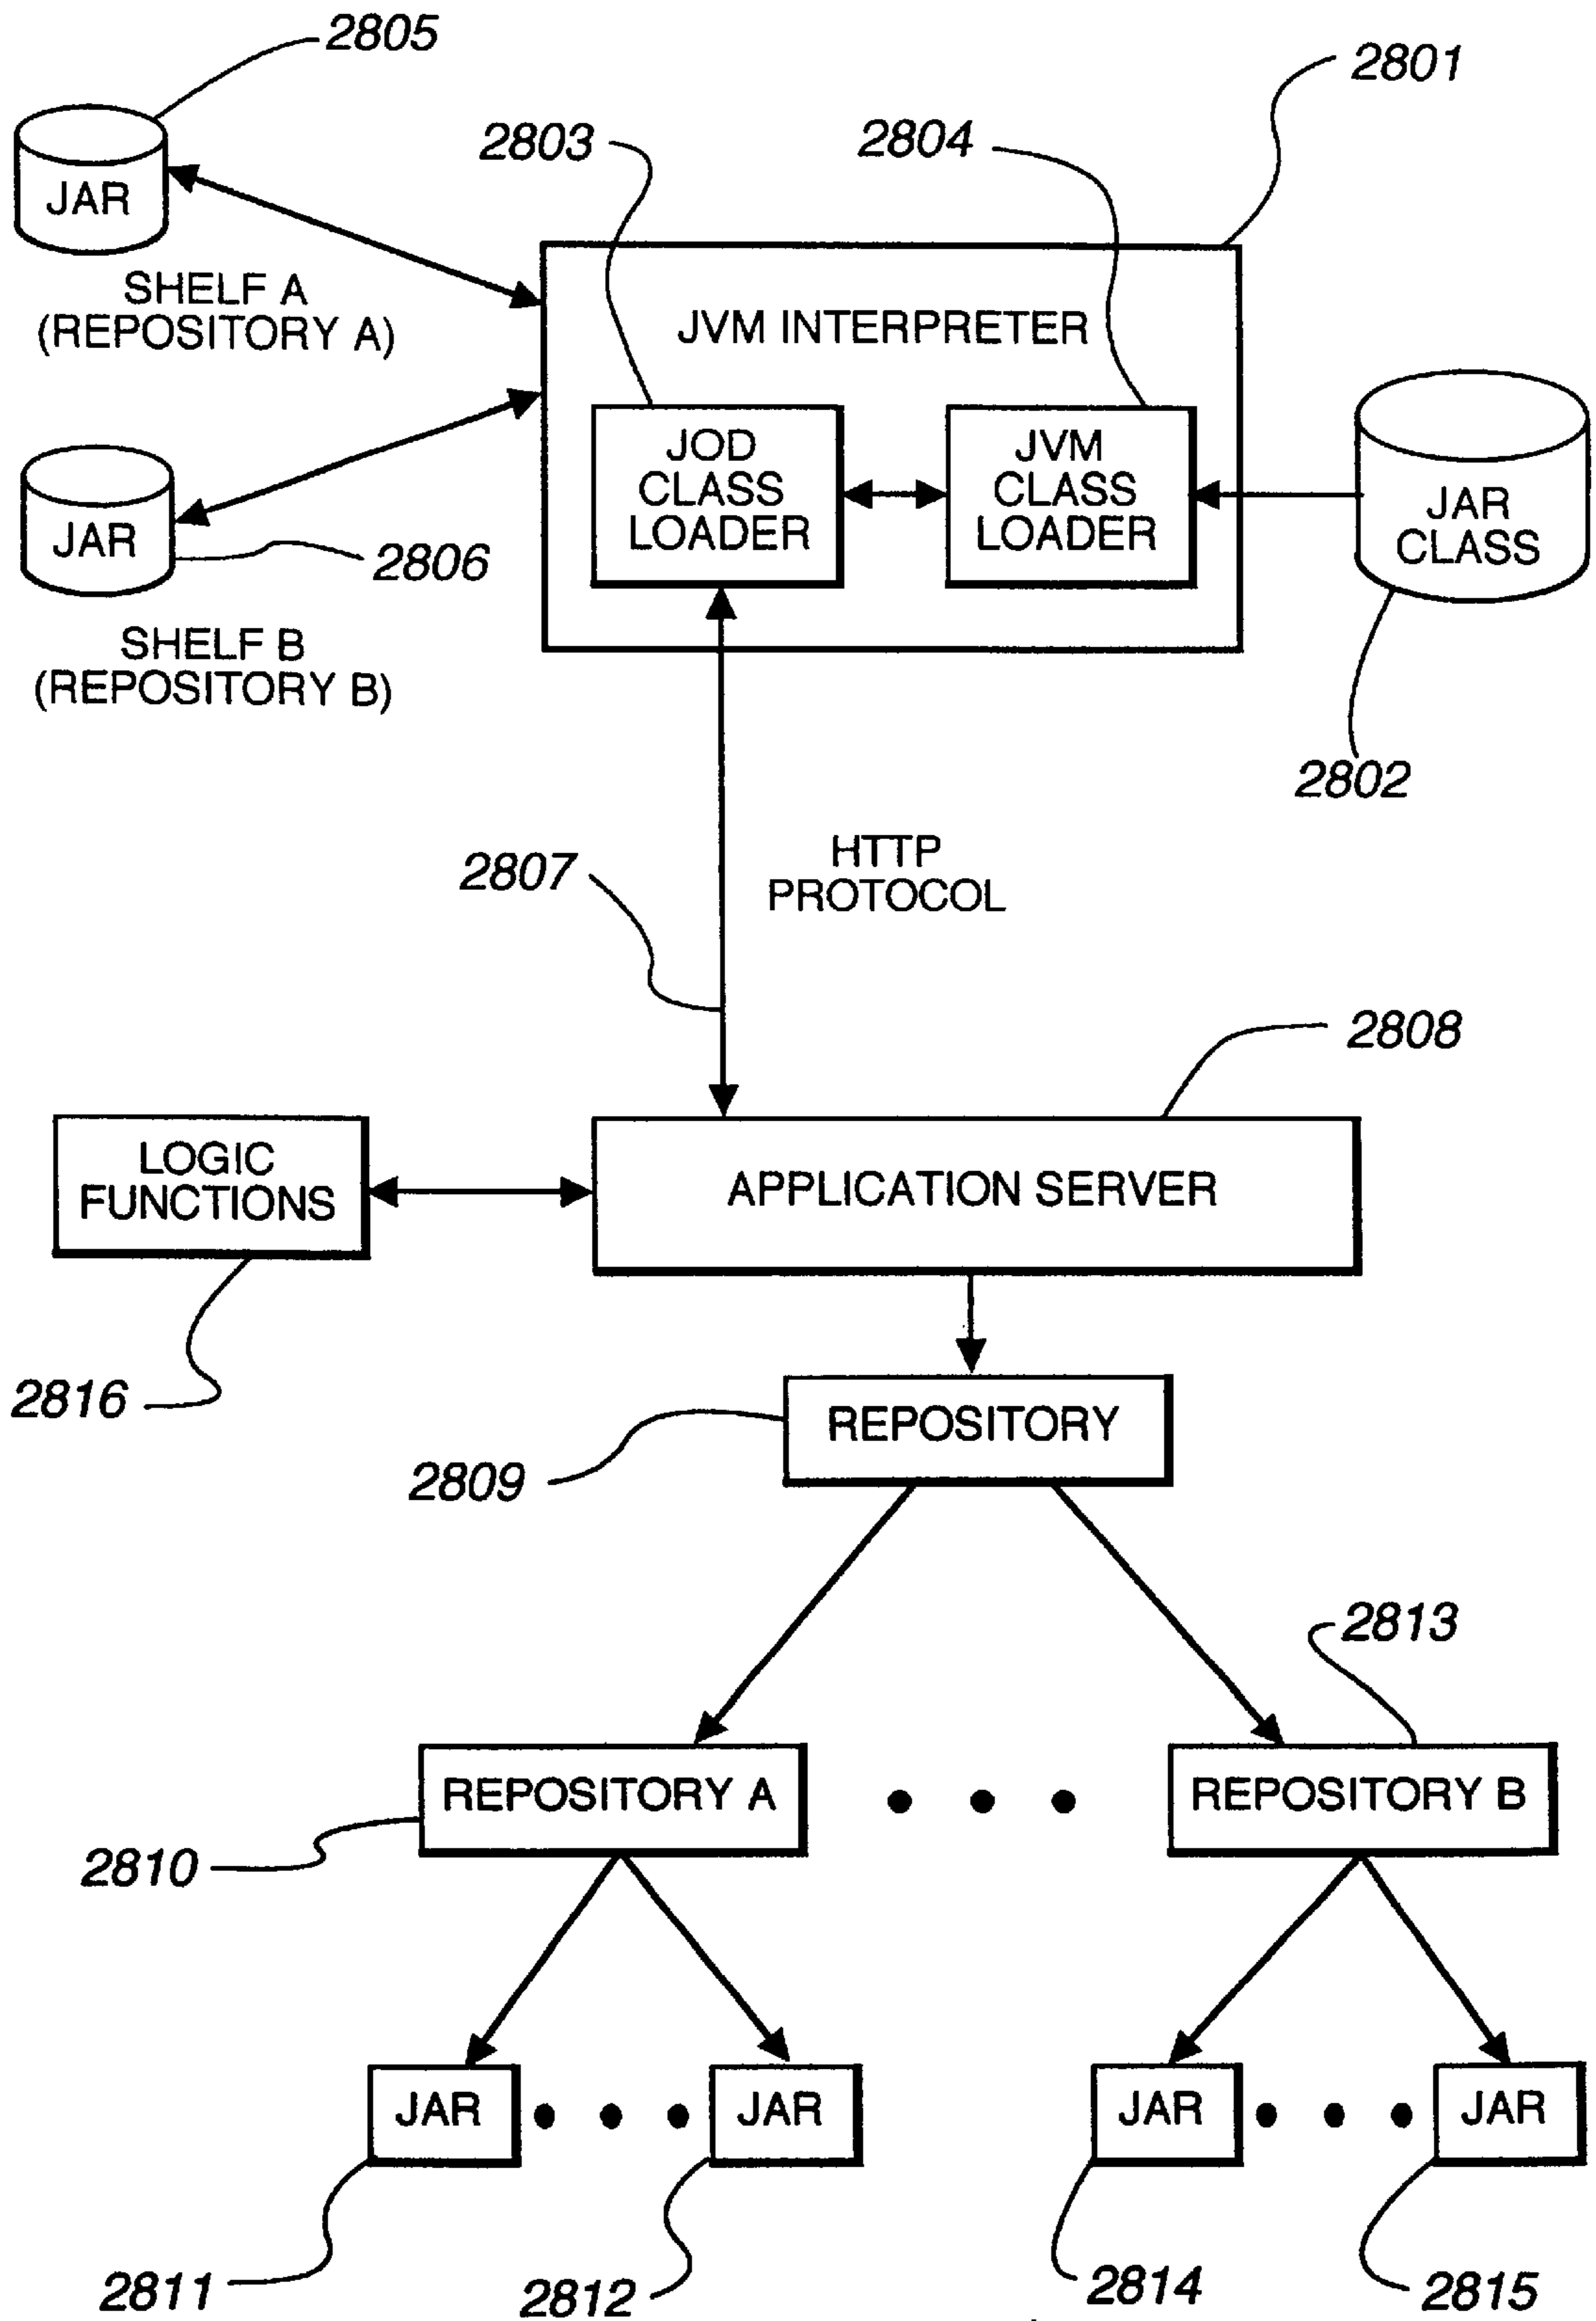 2805
2801
2803
2804
JAR
SHELF A
(REPOSITORY A)
JVM INTERPRETER
JOD
CLASS
LOADER
JVM
CLASS
LOADER
JAR
CLASS
JAR
2806
SHELF B
(REPOSITORY B)
2802
2807
HTTP
PROTOCOL
2808
LOGIC
FUNCTIONS
APPLICATION SERVER
2816
REPOSITORY
2809
2813
REPOSITORY A
REPOSITORY B
2810
JAR
JAR
JAR
JAR
2811
2812
2814
2815